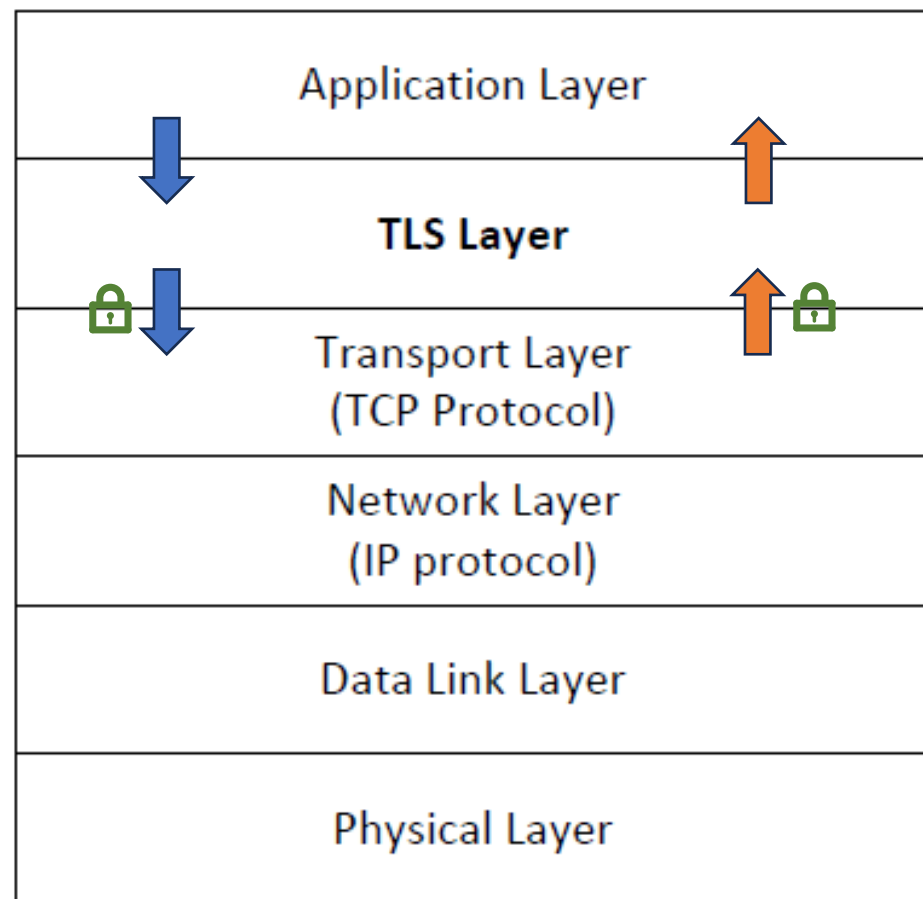 Application Layer
TLS Layer
Transport Layer
(TCP Protocol)
Network Layer
(IP protocol)
Data Link Layer
Physical Layer